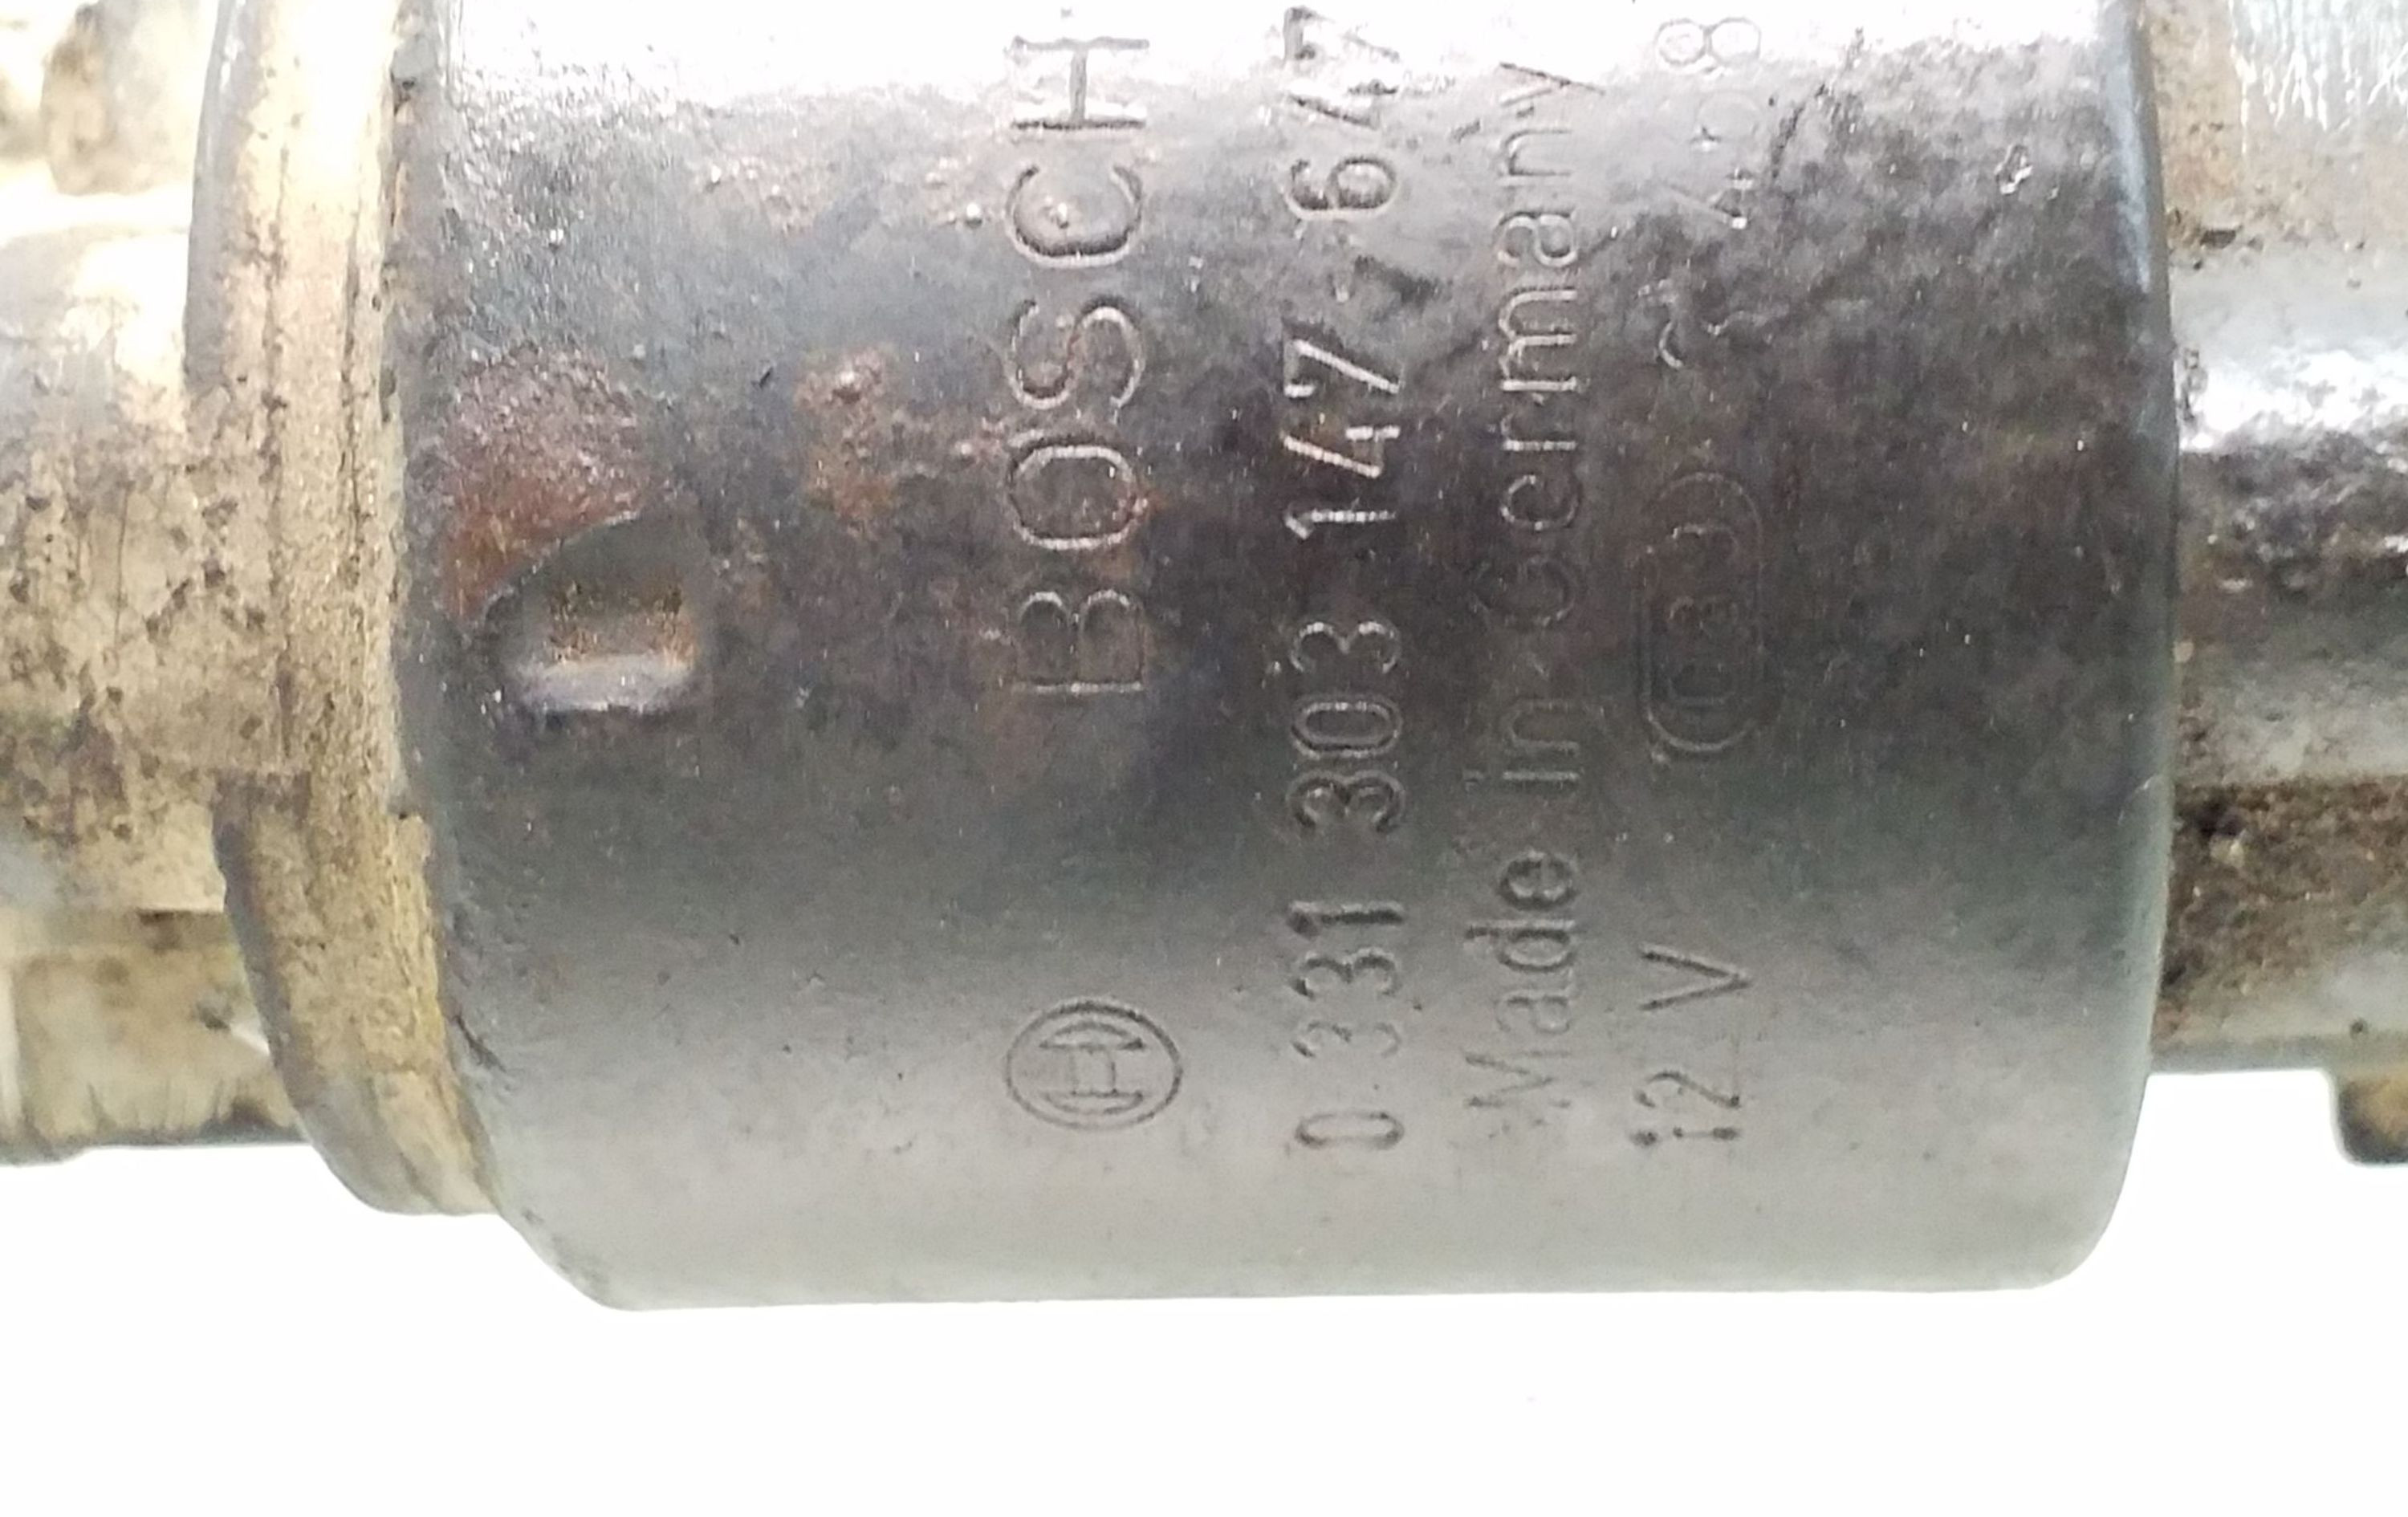 BOSCH
0 331 303 147 - 647
Made in Germany
12 V